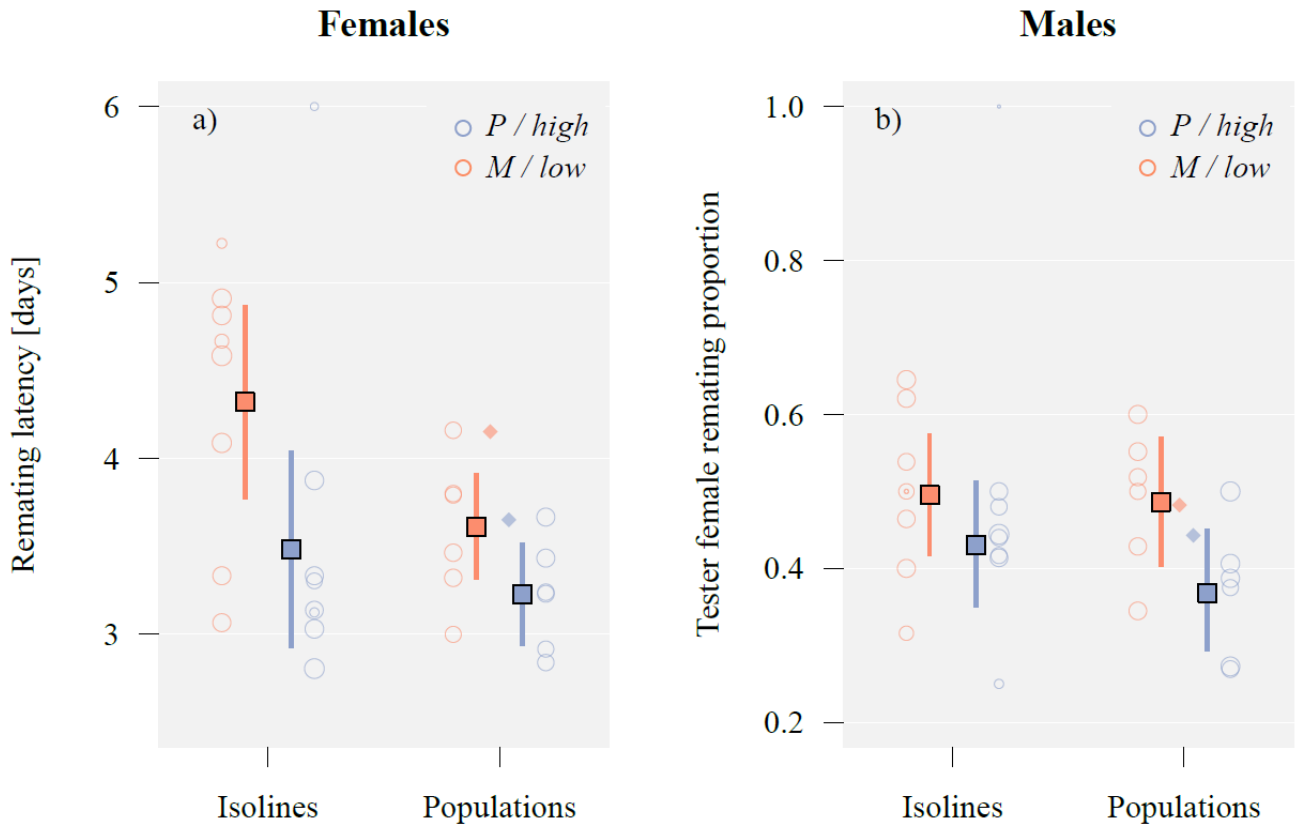 Females
Males
a)
P / high
M / low
Remating latency [days]
6
5
4
3
Isolines
Populations
b)
P / high
M / low
Tester female remating proportion
1.0
0.8
0.6
0.4
0.2
Isolines
Populations